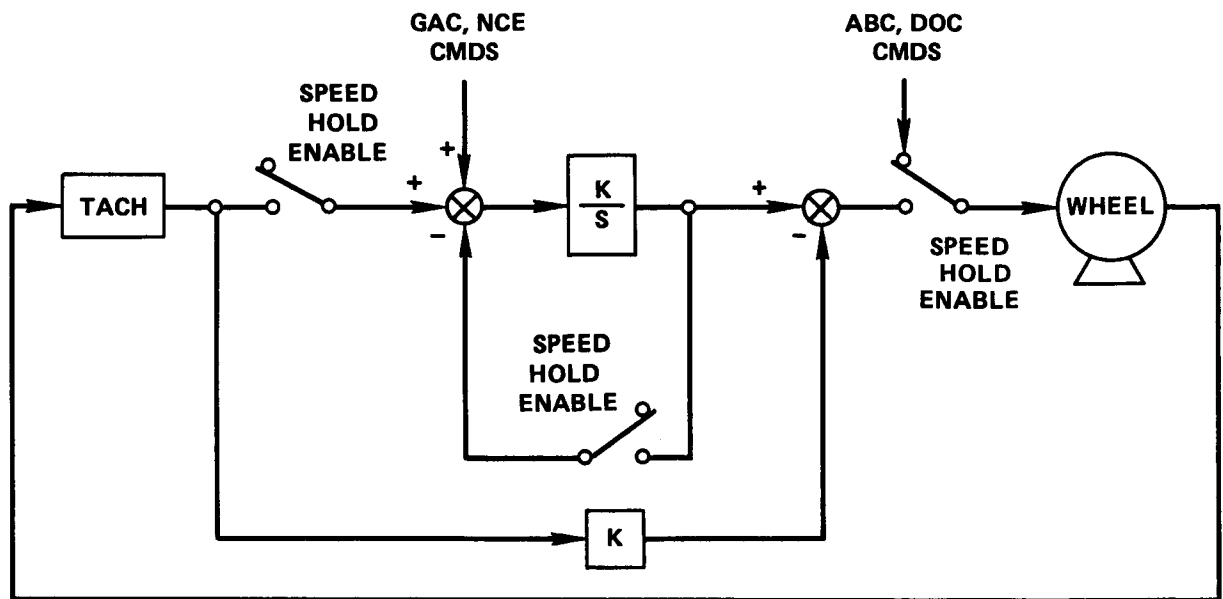 GAC, NCE
CMDS
ABC, DOC
CMDS
SPEED
HOLD
ENABLE
+
+
-
TACH
K
S
+
-
WHEEL
SPEED
HOLD
ENABLE
SPEED
HOLD
ENABLE
K